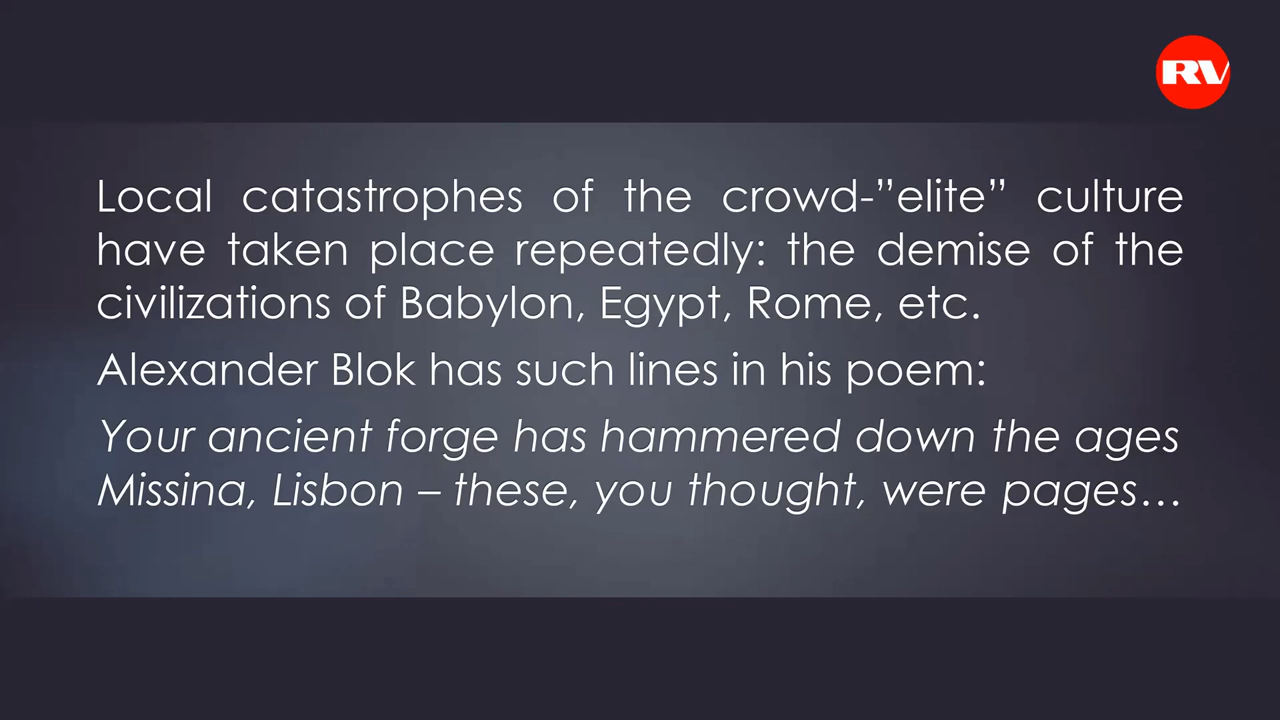 RV
Local catastrophes of the crowd-”elite” culture
have taken place repeatedly: the demise of the
civilizations of Babylon, Egypt, Rome, etc.
Alexander Blok has such lines in his poem:
Your ancient forge has hammered down the ages
Missina, Lisbon – these, you thought, were pages…